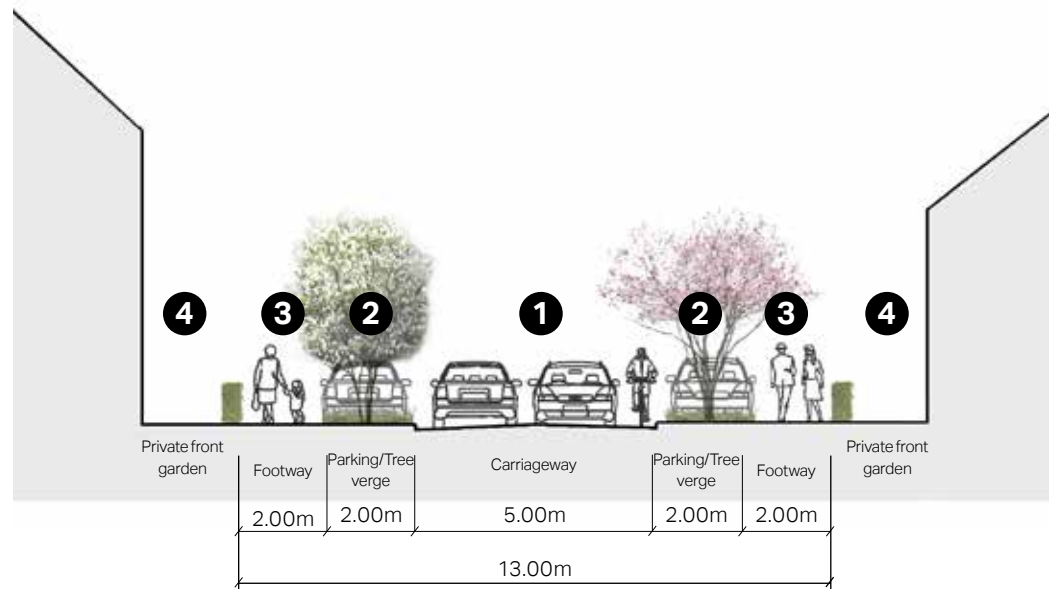 4
3
2
1
2
3
4
Private front
garden
Footway
Parking/Tree
verge
Carriageway
Parking/Tree
verge
Footway
Private front
garden
2.00m
2.00m
5.00m
2.00m
2.00m
13.00m